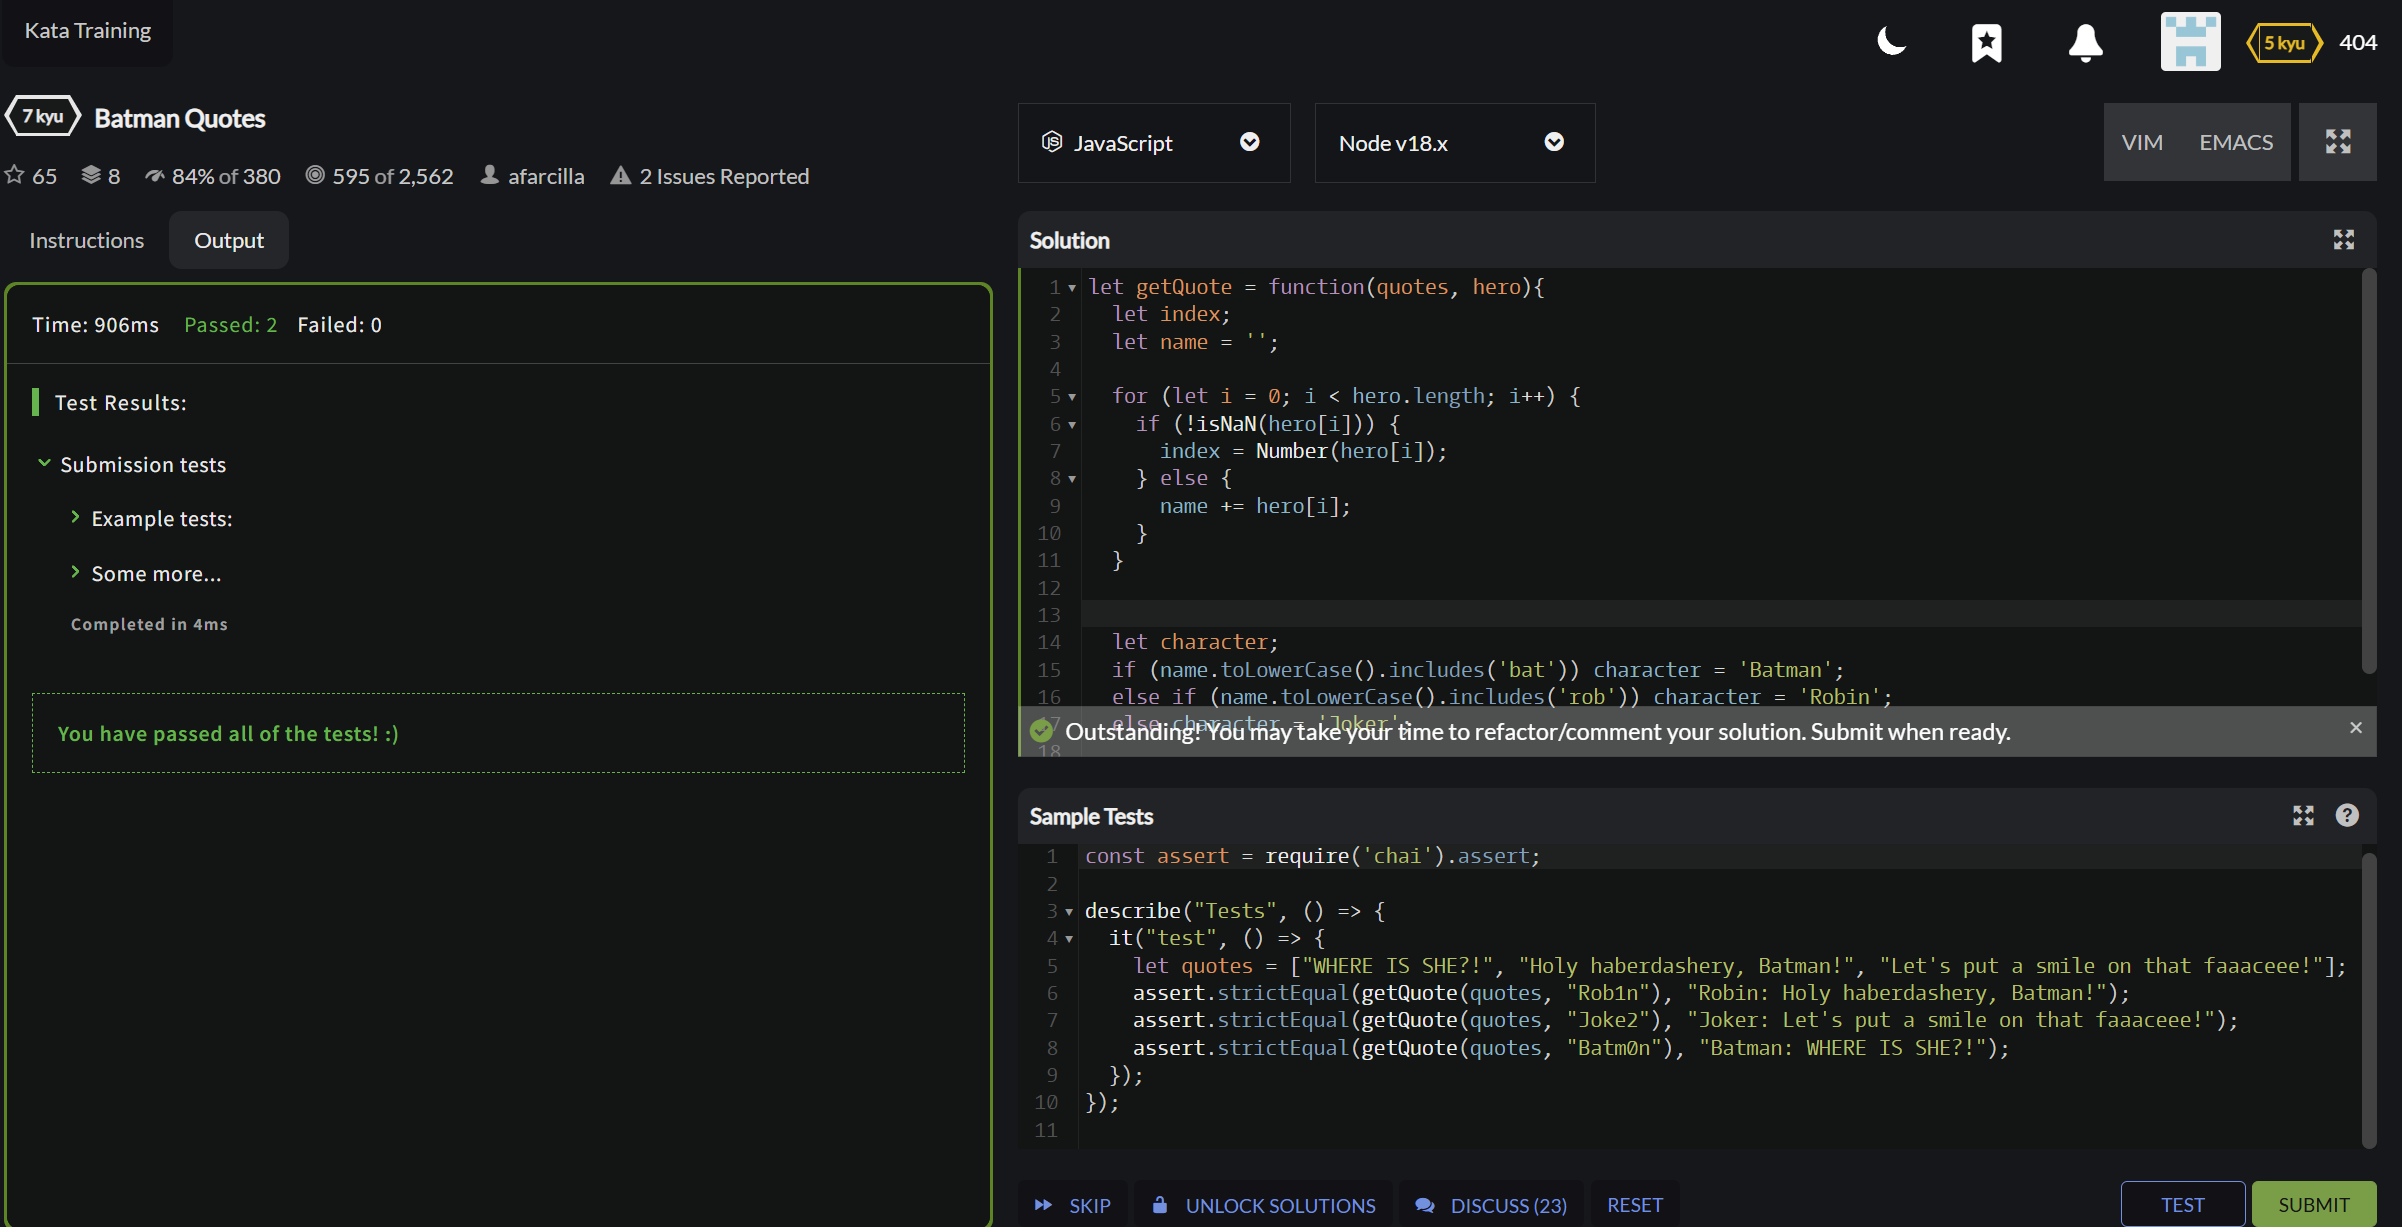 Kata Training
5 kyu 404
7 kyu Batman Quotes
65 8 84% of 380 595 of 2,562 afarcilla 2 Issues Reported
Instructions Output
Time: 906ms Passed: 2 Failed: 0
Test Results:
Submission tests
Example tests:
Some more...
Completed in 4ms
You have passed all of the tests! :)
JavaScript Node v18.x VIM EMACS
Solution
1 let getQuote = function(quotes, hero){
2 let index;
3 let name = '';
4
5 for (let i = 0; i < hero.length; i++) {
6 if (!isNaN(hero[i])) {
7 index = Number(hero[i]);
8 } else {
9 name += hero[i];
10 }
11 }
12
13
14 let character;
15 if (name.toLowerCase().includes('bat')) character = 'Batman';
16 else if (name.toLowerCase().includes('rob')) character = 'Robin';
17 else character = 'Joker';
Outstanding! You may take your time to refactor/comment your solution. Submit when ready.
18
Sample Tests
1 const assert = require('chai').assert;
2
3 describe("Tests", () => {
4 it("test", () => {
5 let quotes = ["WHERE IS SHE?!", "Holy haberdashery, Batman!", "Let's put a smile on that faaaceee!"];
6 assert.strictEqual(getQuote(quotes, "Rob1n"), "Robin: Holy haberdashery, Batman!");
7 assert.strictEqual(getQuote(quotes, "Joke2"), "Joker: Let's put a smile on that faaaceee!");
8 assert.strictEqual(getQuote(quotes, "Batm0n"), "Batman: WHERE IS SHE?!");
9 });
10 });
11
SKIP UNLOCK SOLUTIONS DISCUSS (23) RESET TEST SUBMIT